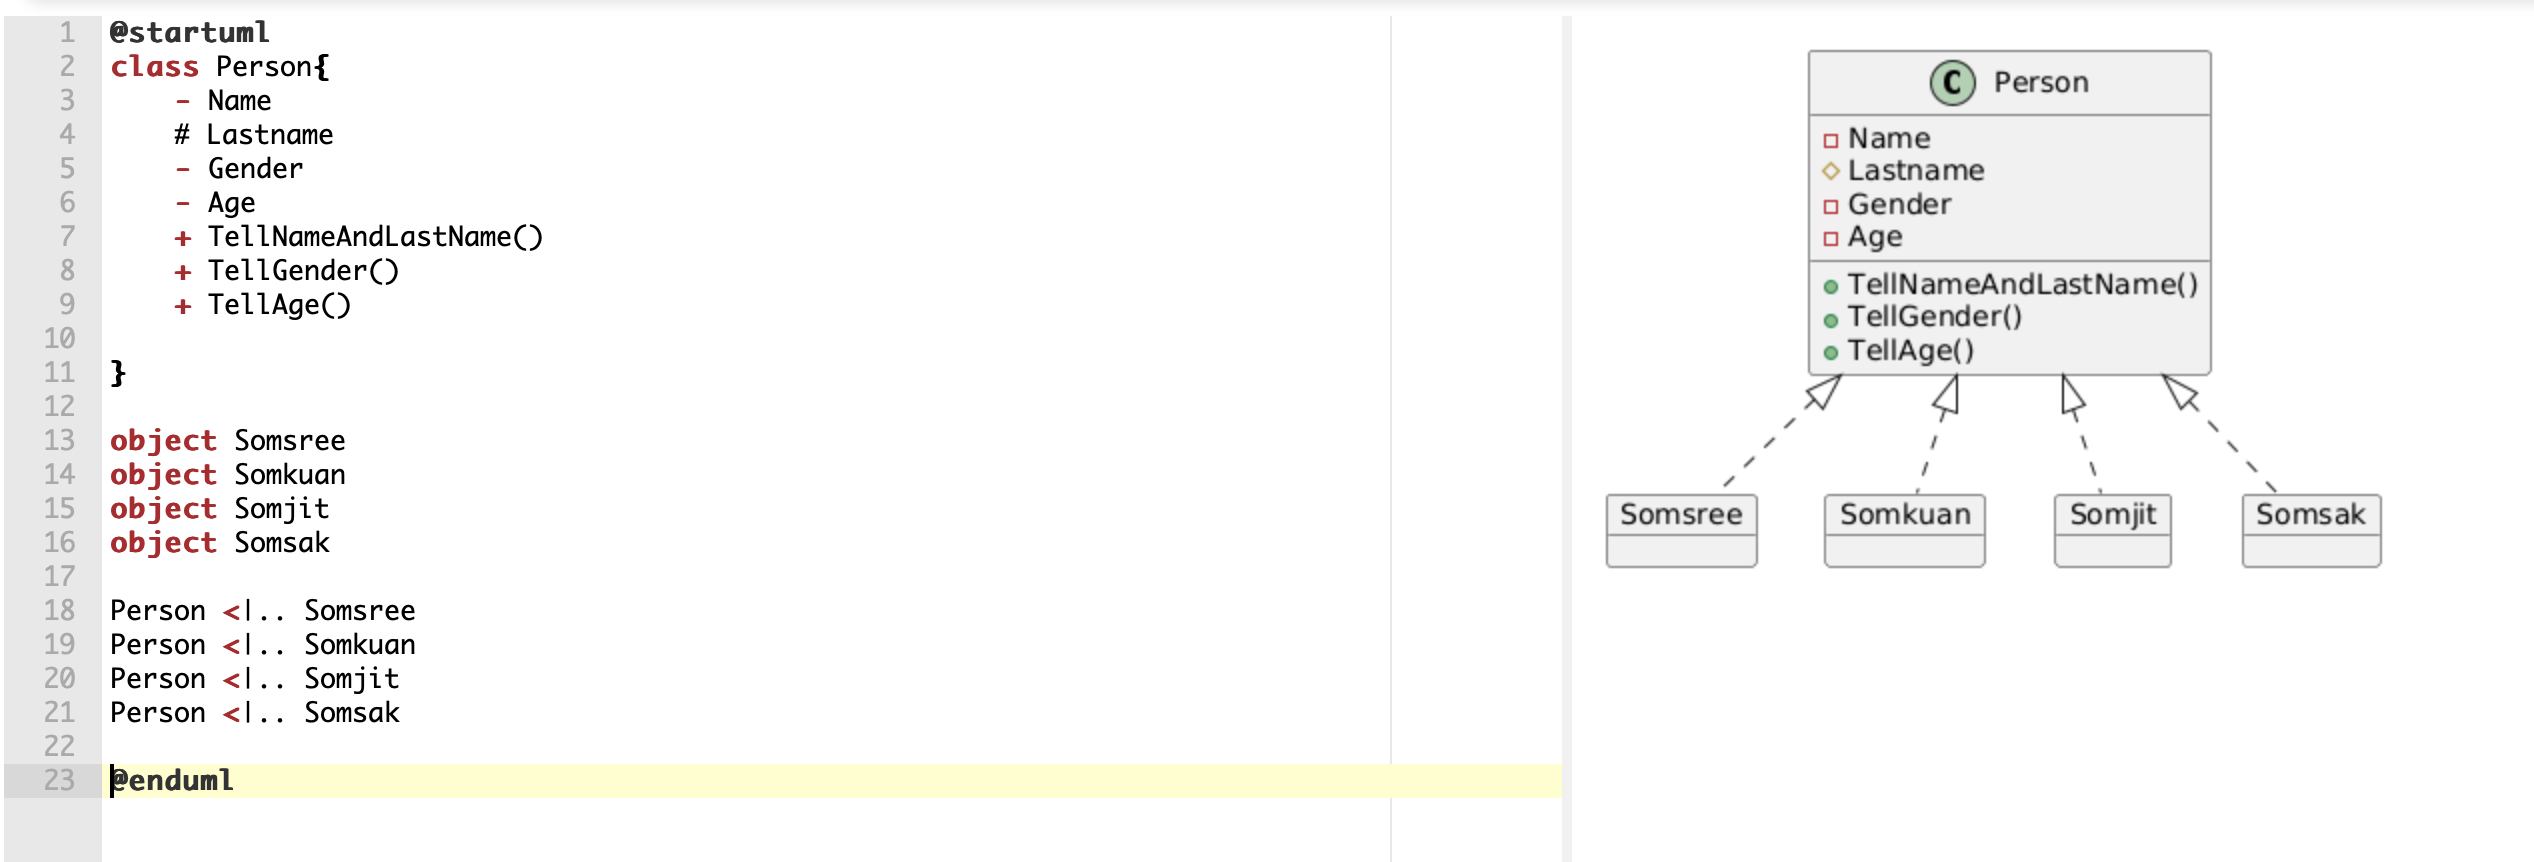 1 @startuml
2 class Person{
3 - Name
4 # Lastname
5 - Gender
6 - Age
7 + TellNameAndLastName()
8 + TellGender()
9 + TellAge()
10
11 }
12
13 object Somsree
14 object Somkuan
15 object Somjit
16 object Somsak
17
18 Person <|.. Somsree
19 Person <|.. Somkuan
20 Person <|.. Somjit
21 Person <|.. Somsak
22
23 @enduml
C Person
Name
Lastname
Gender
Age
TellNameAndLastName()
TellGender()
TellAge()
Somsree
Somkuan
Somjit
Somsak